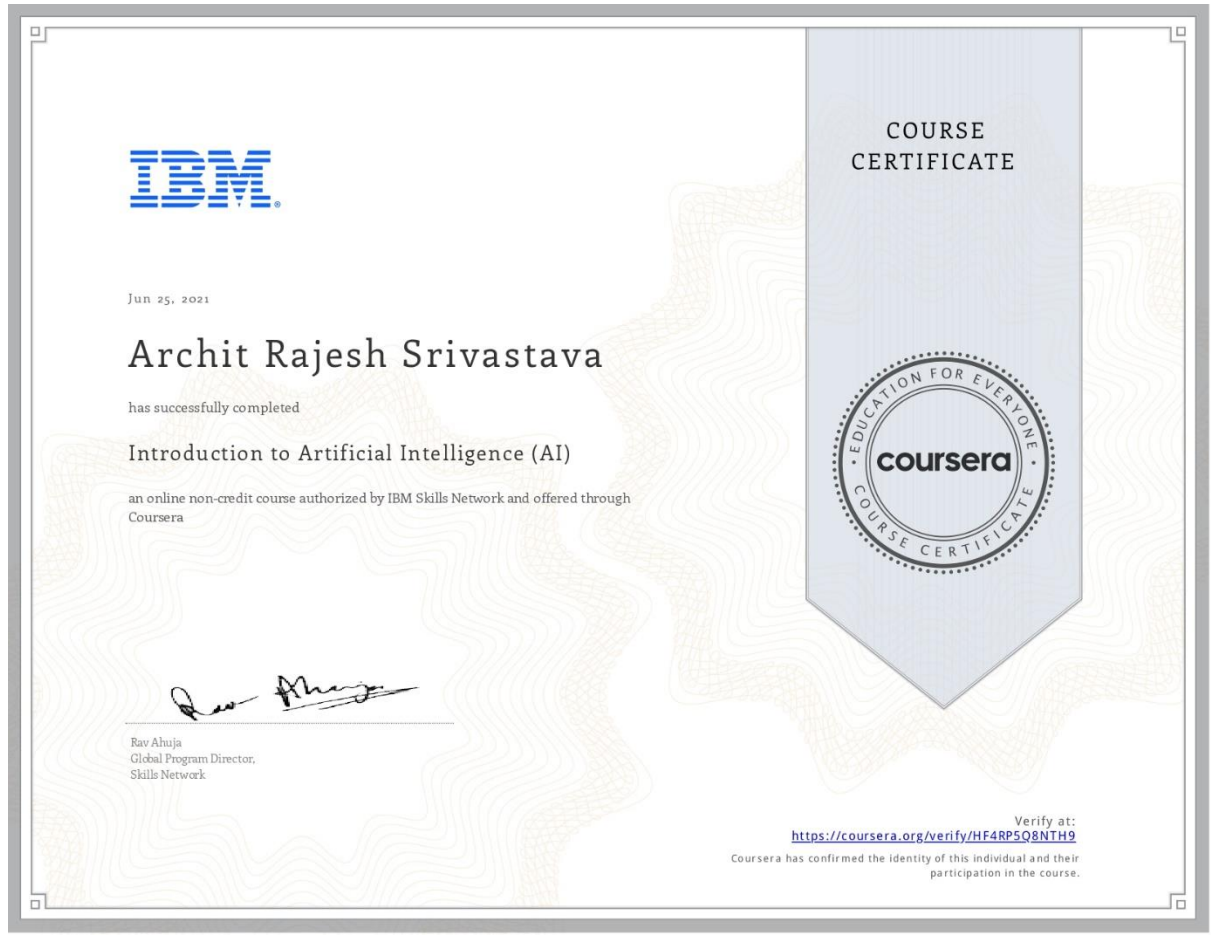 COURSE
CERTIFICATE
IBM®
Jun 25, 2021
Archit Rajesh Srivastava
has successfully completed
Introduction to Artificial Intelligence (AI)
an online non-credit course authorized by IBM Skills Network and offered through
Coursera
EDUCATION FOR EVERYONE
coursera
COURSE CERTIFICATE
Rav Ahuja
Rav Ahuja
Global Program Director,
Skills Network
Verify at:
https://coursera.org/verify/HF4RP5Q8NTH9
Coursera has confirmed the identity of this individual and their
participation in the course.